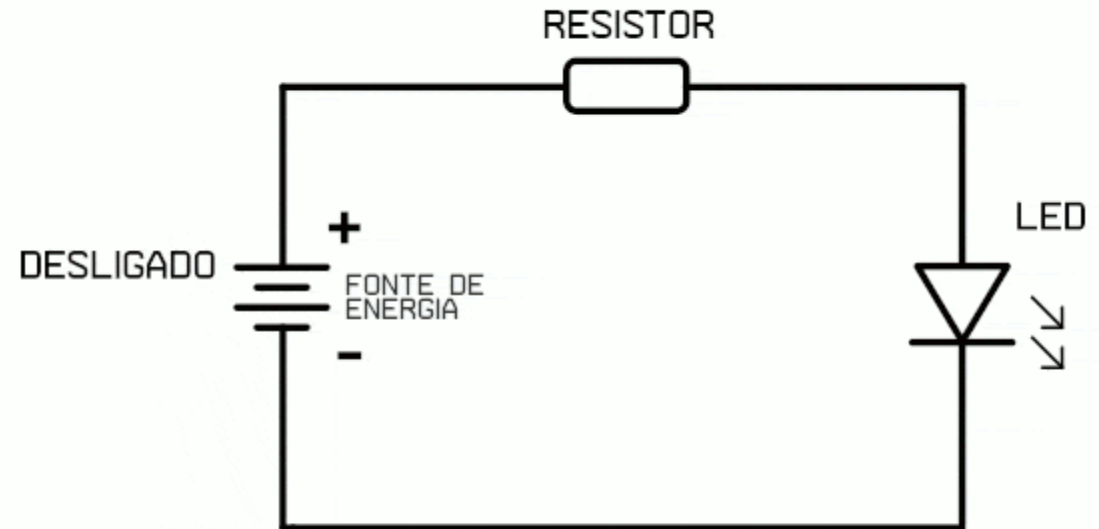 RESISTOR
LED
+
DESLIGADO
FONTE DE
ENERGIA
-